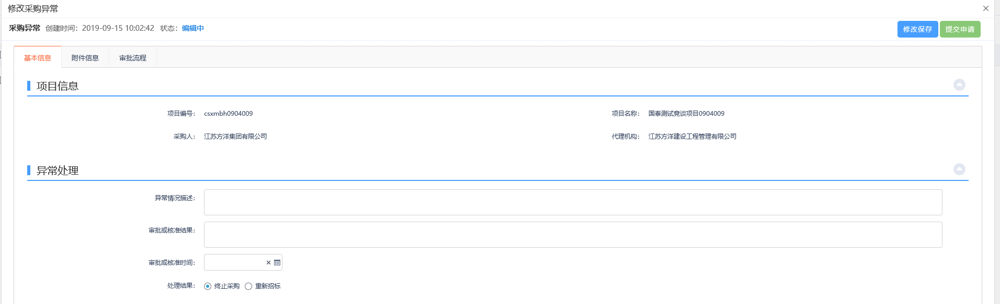 修改采购异常
采购异常 创建时间：2019-09-15 10:02:42 状态：编辑中
修改保存 提交申请
基本信息 附件信息 审批流程
项目信息
项目编号： csxmbh0904009 项目名称： 国泰测试竞谈项目0904009
采购人： 江苏方洋集团有限公司 代理机构： 江苏方洋建设工程管理有限公司
异常处理
异常情况描述：
审批或核准结果：
审批或核准时间：
处理结果： 终止采购 重新招标